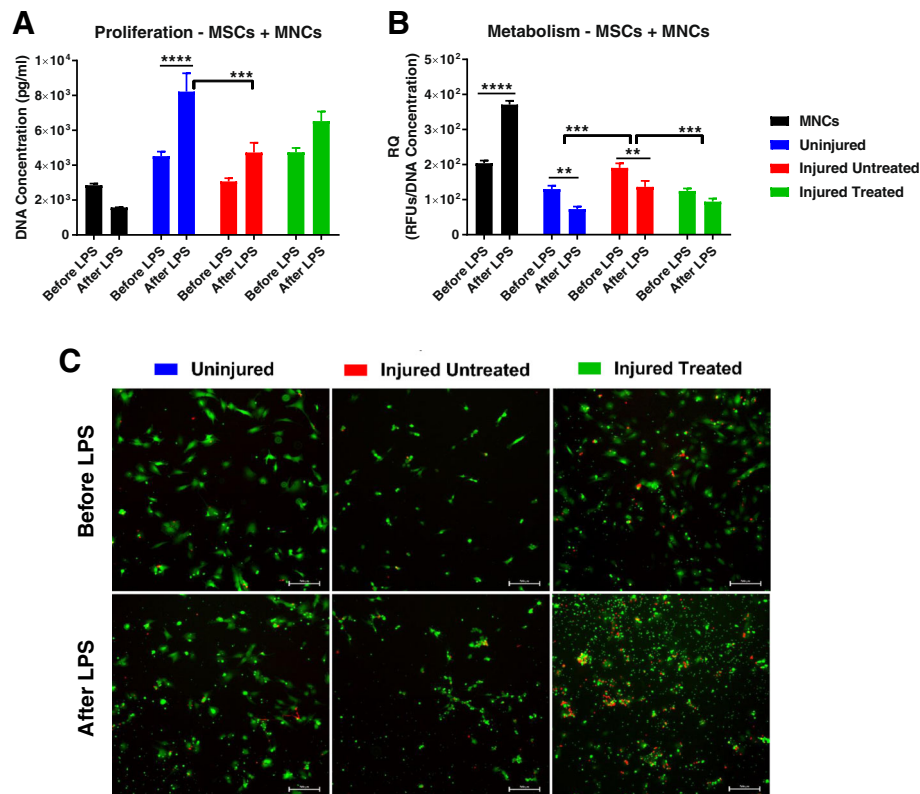 A
Proliferation - MSCs + MNCs
DNA Concentration (pg/ml)
1×10⁴
8×10³
6×10³
4×10³
2×10³
0
****
***
Before LPS
After LPS
Before LPS
After LPS
Before LPS
After LPS
Before LPS
After LPS
B
Metabolism - MSCs + MNCs
RQ
(RFUs/DNA Concentration)
5×10²
4×10²
3×10²
2×10²
1×10²
0
****
***
***
**
**
Before LPS
After LPS
Before LPS
After LPS
Before LPS
After LPS
Before LPS
After LPS
MNCs
Uninjured
Injured Untreated
Injured Treated
C
Uninjured
Injured Untreated
Injured Treated
Before LPS
After LPS